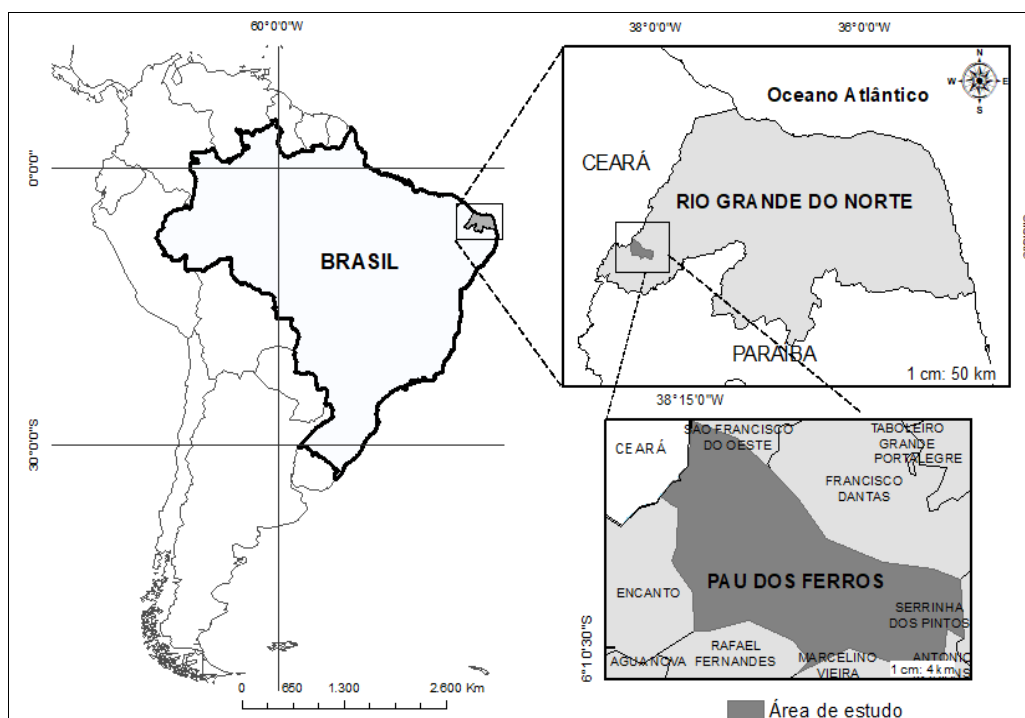 60°0'0"W
38°0'0"W
36°0'0"W
0°0'0"
30°0'0"S
BRASIL
0
650
1.300
2.600 Km
N
W
E
S
Oceano Atlântico
CEARÁ
RIO GRANDE DO NORTE
PARAÍBA
1 cm: 50 km
38°15'0"W
6°10'30"S
CEARÁ
SÃO FRANCISCO
DO OESTE
TABOLEIRO
GRANDE
PORTALEGRE
FRANCISCO
DANTAS
PAU DOS FERROS
ENCANTO
SERRINHA
DOS PINTOS
RAFAEL
FERNANDES
AGUA NOVA
MARCELINO
VIEIRA
ANTONIO
1 cm: 4 km
Área de estudo